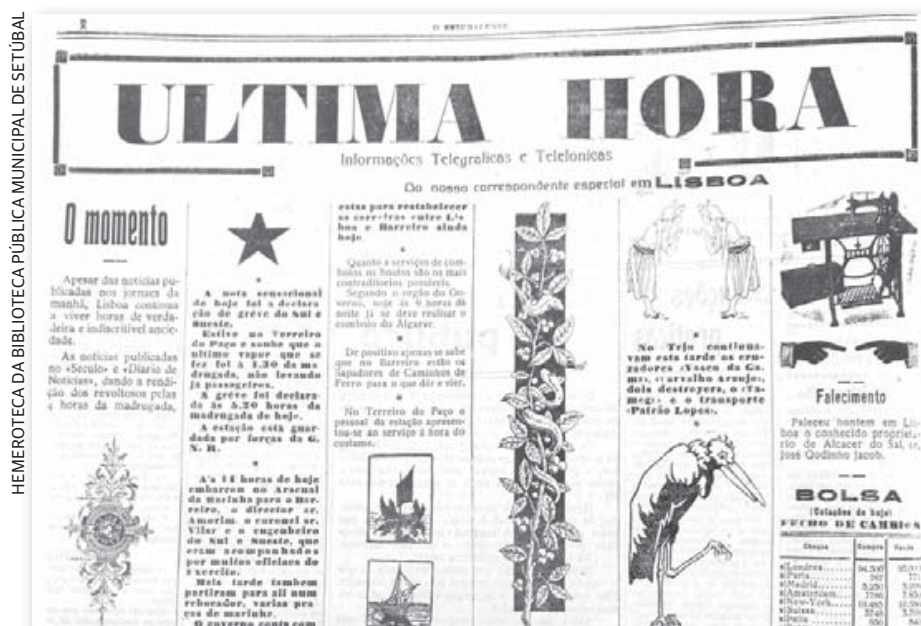 HEMEROTECA DA BIBLIOTECA PÚBLICA MUNICIPAL DE SETÚBAL
2
O SETUBALENSE
ULTIMA HORA
Informações Telegraficas e Telefonicas
Do nosso correspondente especial em LISBOA
O momento
Apesar das noticias pu-
blicadas nos jornaes da
manhã, Lisboa continua
a viver horas de verda-
deira e indiscritivel ancie-
dade.
As noticias publicadas
no «Seculo» e «Diario de
Noticias», dando a rendi-
ção dos revoltosos pelas
4 horas da madrugada,
A nota sensacional
de hoje foi a declara-
ção de gréve do Sul e
Sueste.
Estive no Terreiro
do Paço e soube que o
ultimo vapor que se
fez foi á 1.30 da ma-
drugada, não levando
já passageiros.
A gréve foi declara-
da ás 5.20 horas da
madrugada de hoje.
A estação está guar-
dada por forças da G.
N. R.
A's 14 horas de hoje
embarcou no Arsenal
da Marinha para o Bar-
reiro, o director sr.
Amorim, o coronel sr.
Vilar e o engenheiro
do Sul e Sueste, que
eram acompanhados
por muitos oficiaes do
exercito.
Mais tarde tambem
partiram para ali num
rebocador, varias pra-
ças de marinha.
O governo conta com
estas para restabelecer
as correiras entre Lis-
boa e Barreiro ainda
hoje.
Quanto a serviços de com-
boios os boatos são os mais
contraditorios possiveis.
Segundo o orgão do Go-
verno, hoje ás 9 horas da
noite já se deve realisar o
comboio do Algarve.
De positivo apenas se sabe
que no Barreiro estão os
Sapadores de Caminhos de
Ferro para o que dér e vier.
No Terreiro do Paço o
pessoal da estação apresen-
tou-se ao serviço á hora do
costume.
No Tejo continua-
vam esta tarde os cru-
zadores «Vasco da Ga-
ma», «Carvalho Araujo»,
dois destroyers, o «Ta-
mega» e o transporte
«Patrão Lopes».
Falecimento
Faleceu hontem em Lis-
boa o conhecido proprieta-
rio de Alcacer do Sal, sr.
José Godinho Jacob.
BOLSA
(Cotações de hoje)
FECHO DE CAMBIOS
Cheque Compra Venda
s/Londres
s/Paris
s/Madrid
s/Amsterdam
s/New-York
s/Suissa
s/Italia